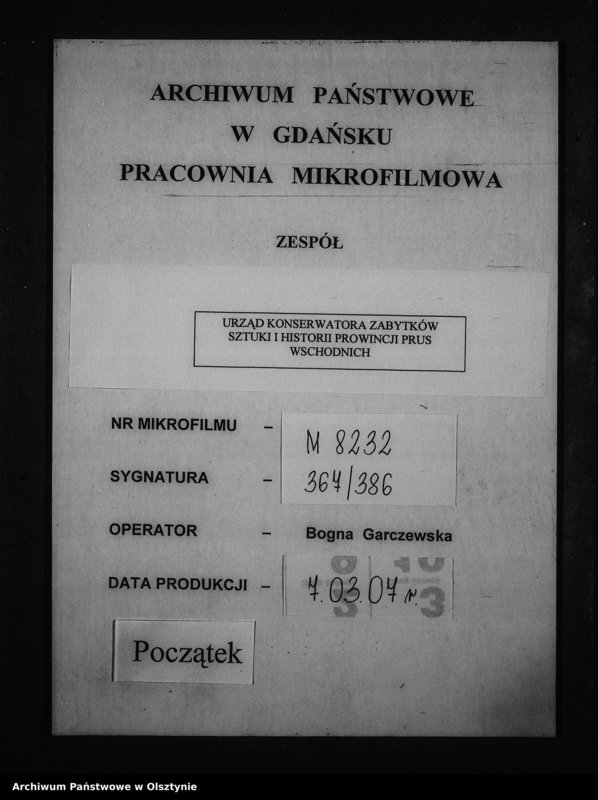 ARCHIWUM PAŃSTWOWE
W GDAŃSKU
PRACOWNIA MIKROFILMOWA
ZESPÓŁ
URZĄD KONSERWATORA ZABYTKÓW
SZTUKI I HISTORII PROWINCJI PRUS
WSCHODNICH
NR MIKROFILMU – M 8232
SYGNATURA – 367/386
OPERATOR – Bogna Garczewska
DATA PRODUKCJI – 7.03.07 r.
Początek
Archiwum Państwowe w Olsztynie